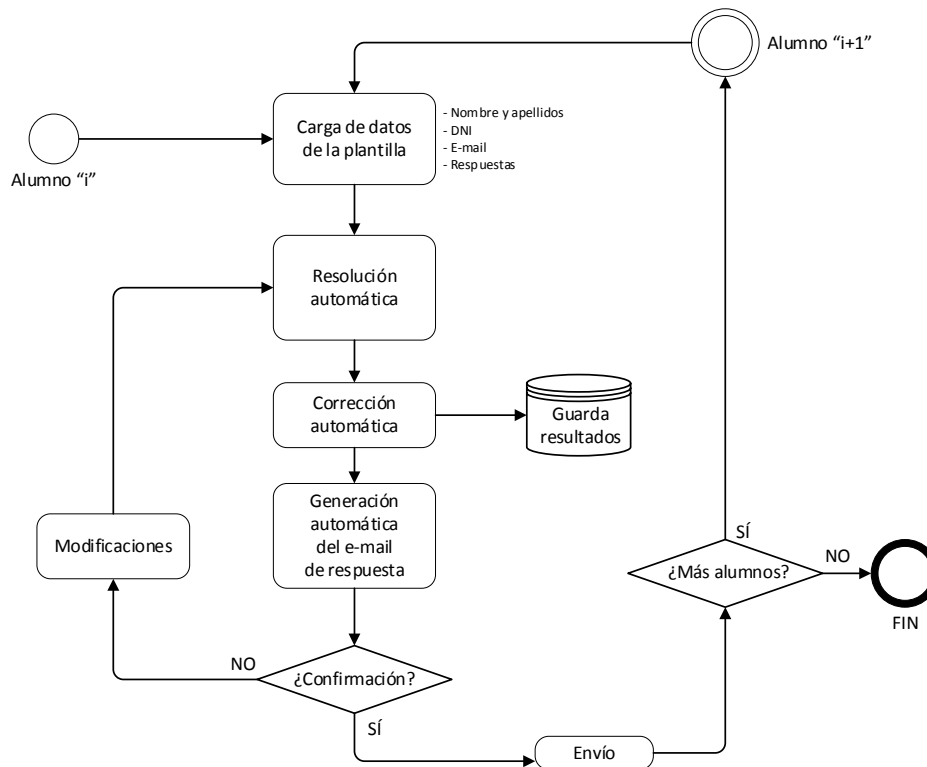 Alumno “i+1”
Carga de datos
de la plantilla
- Nombre y apellidos
- DNI
- E-mail
- Respuestas
Alumno “i”
Resolución
automática
Corrección
automática
Guarda
resultados
Generación
automática
del e-mail
de respuesta
Modificaciones
SÍ
¿Más alumnos?
NO
FIN
NO
¿Confirmación?
SÍ
Envío